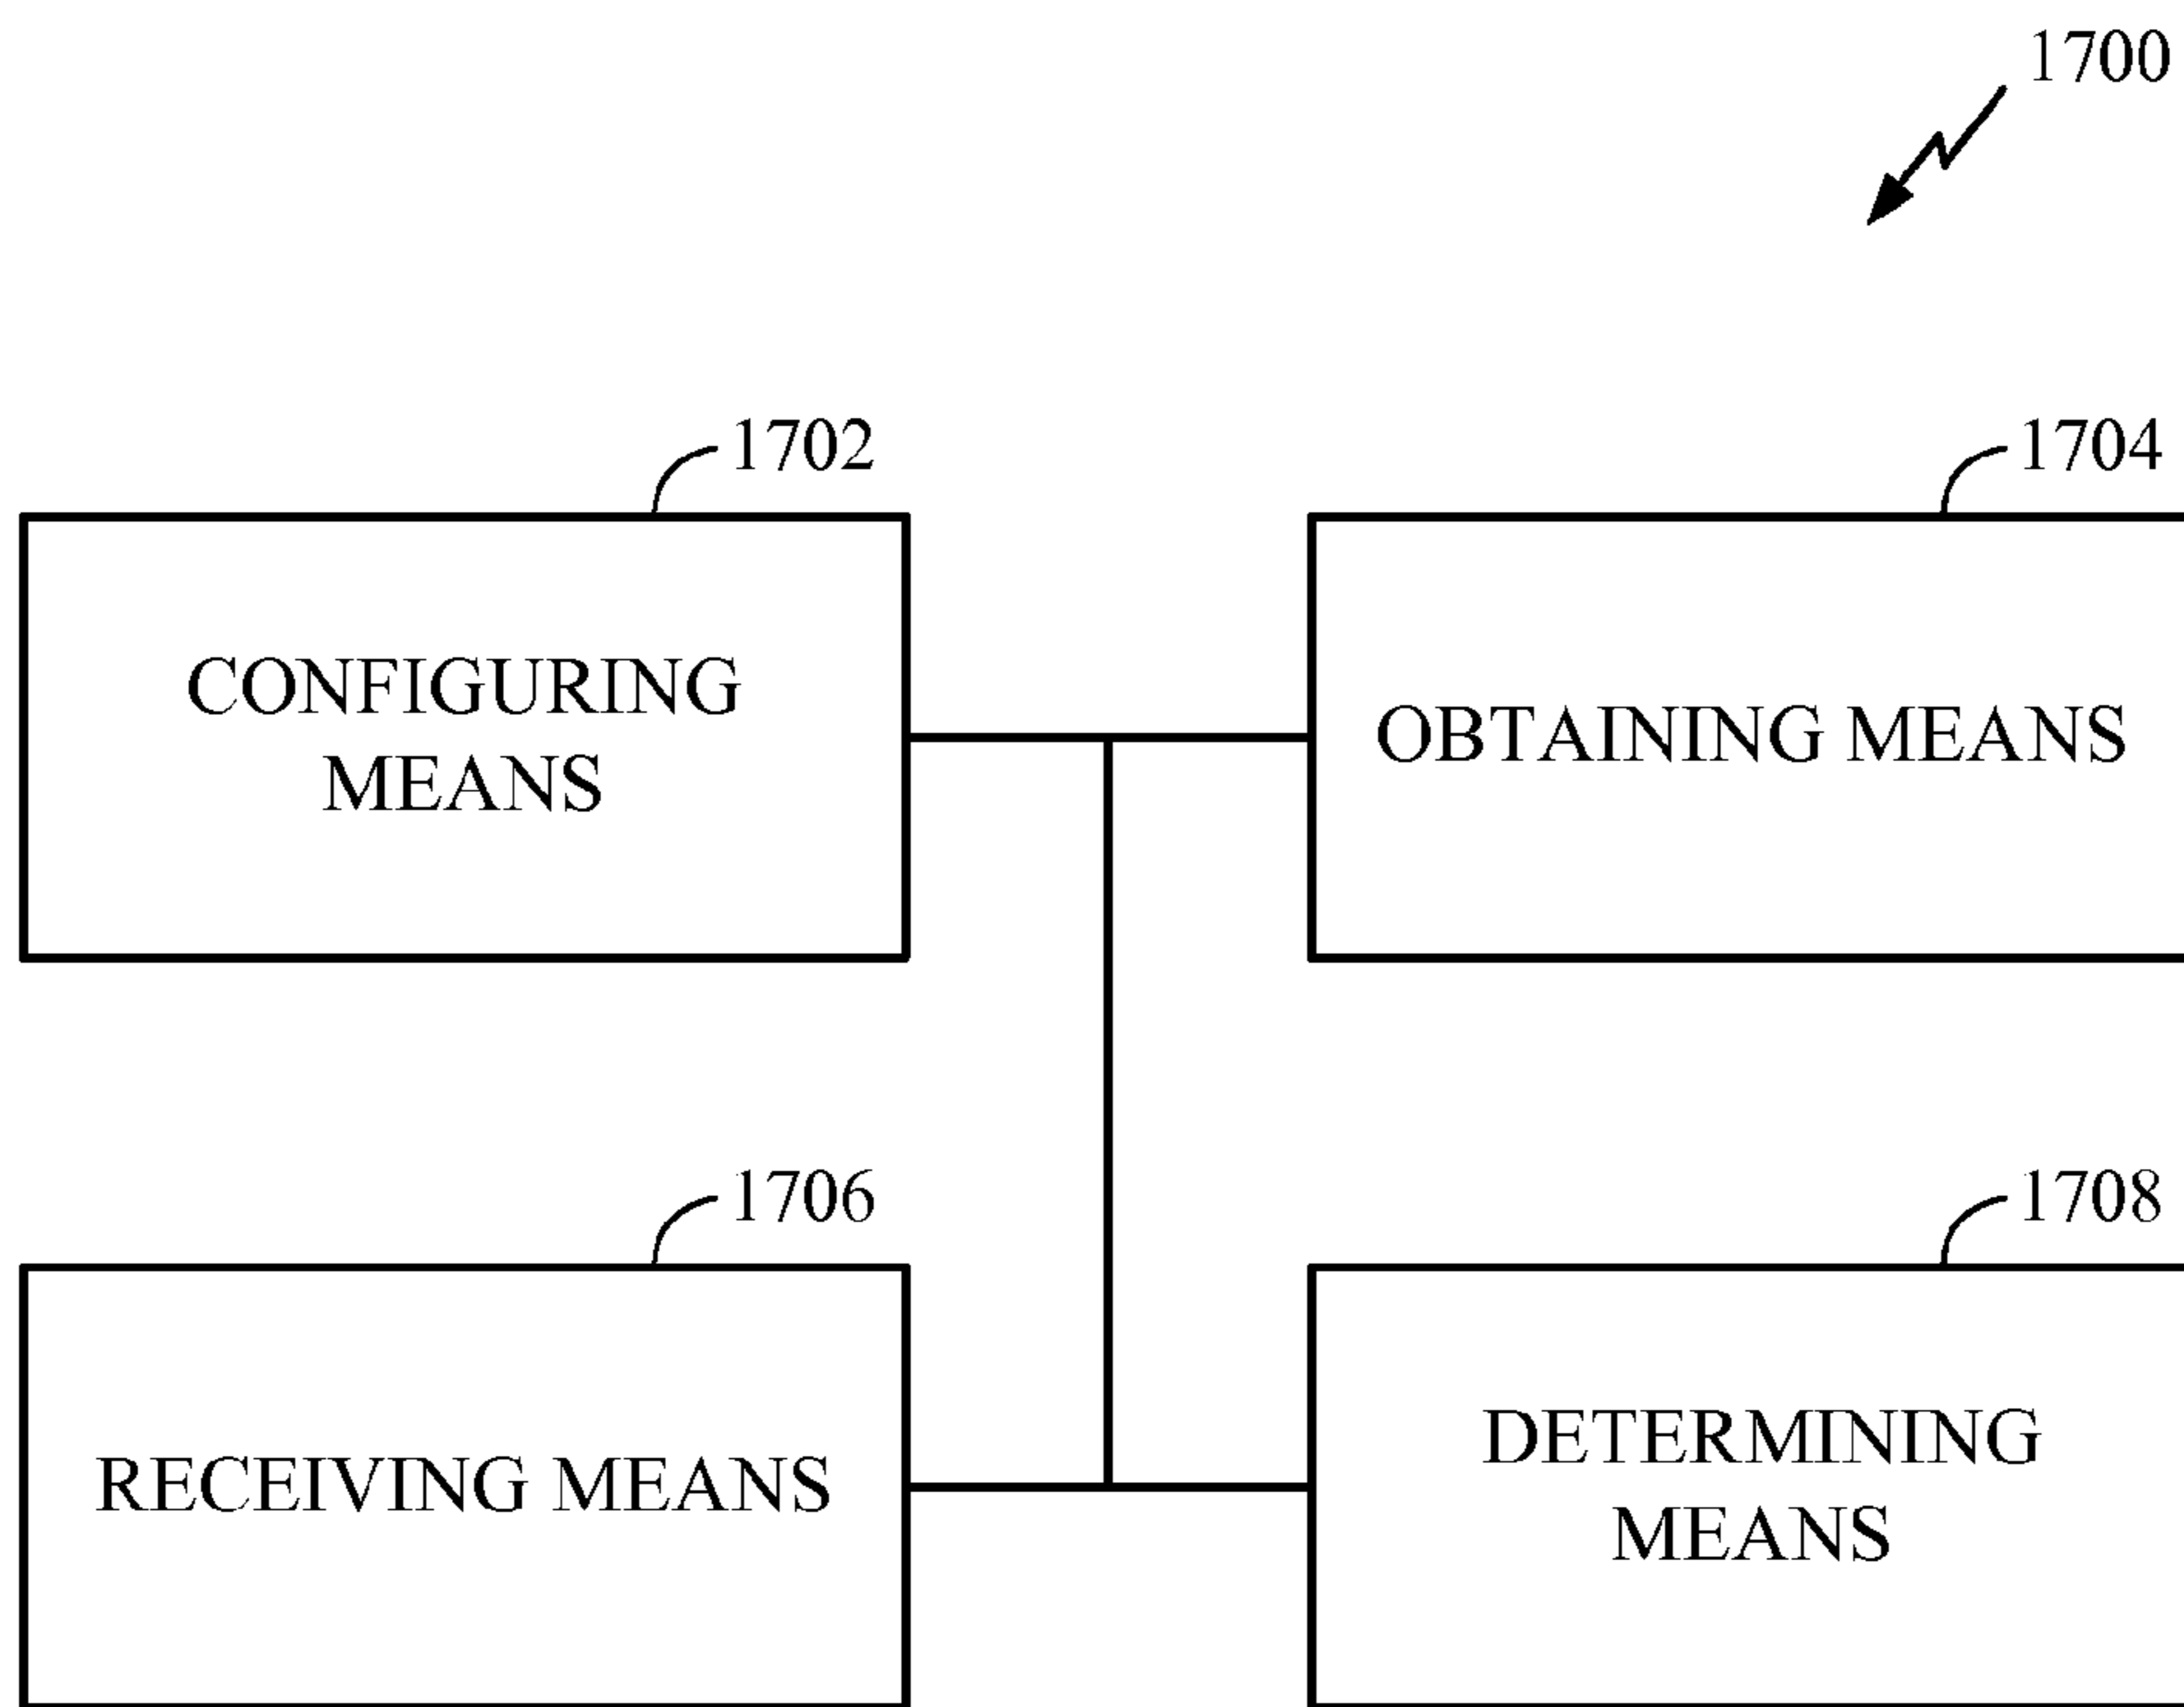 1700
1702
1704
CONFIGURING
MEANS
OBTAINING MEANS
1706
1708
RECEIVING MEANS
DETERMINING
MEANS